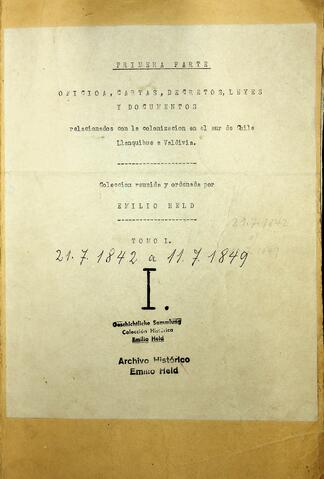 PRIMERA PARTE
OFICIOA, CARTAS, DECRETOS, LEYES
Y DOCUMENTOS
relacionados con la colonizacion en el sur de Chile
Llanquihue a Valdivia.
Coleccion reunida y ordenada por
EMILIO HELD
21.7.1842
TOMO I.
1849
21.7.1842 a 11.7.1849
I.
Geschichtliche Sammlung
Colección Histórica
Emilio Held
Archivo Histórico
Emilio Held